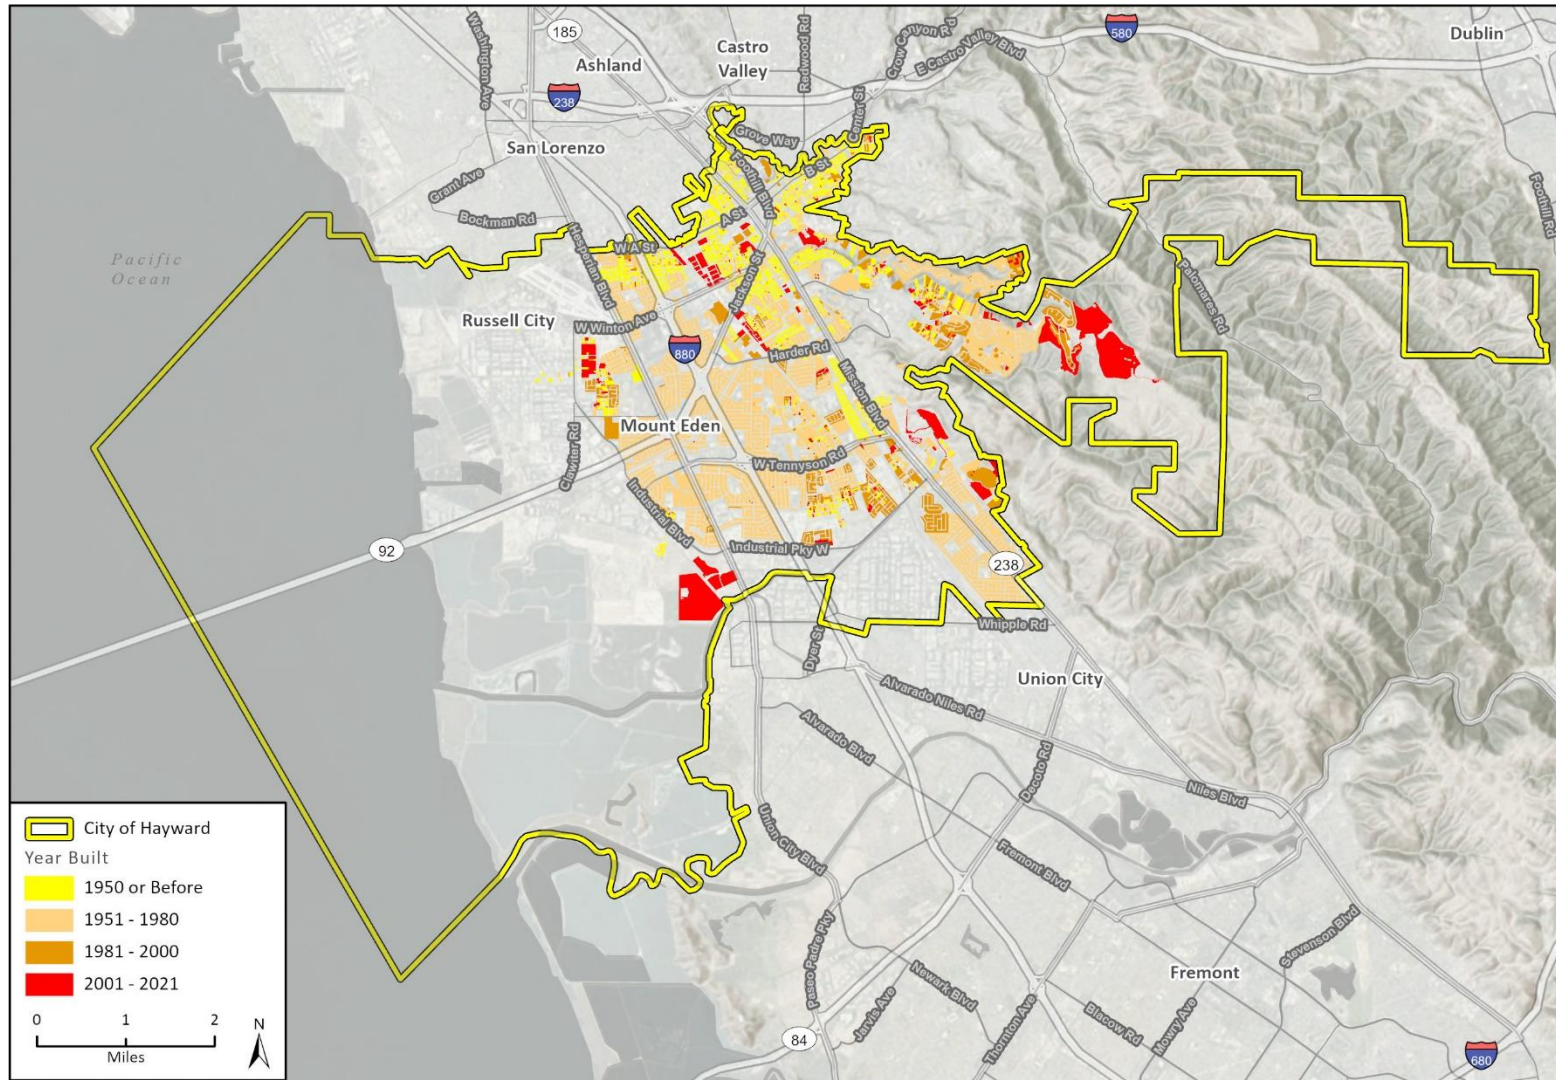 185
Ashland
Castro
Valley
Redwood Rd
Crow Canyon Rd
E Castro Valley Blvd
580
Dublin
Washington Ave
238
Grove Way
Center St
San Lorenzo
Foothill Blvd
B St
Grant Ave
Bockman Rd
Hesperian Blvd
A St
W A St
Foothill Rd
Pacific
Ocean
Jackson St
Palomares Rd
Russell City
W Winton Ave
880
Harder Rd
Mission Blvd
Mount Eden
Clawiter Rd
W Tennyson Rd
Industrial Blvd
Industrial Pky W
92
238
Whipple Rd
Dyer St
Union City
Alvarado Niles Rd
Alvarado Blvd
Decoto Rd
Niles Blvd
Union City Blvd
Fremont Blvd
Paseo Padre Pky
Stevenson Blvd
Newark Blvd
Fremont
Jarvis Ave
Thornton Ave
Blacow Rd
Mowry Ave
84
680
City of Hayward
Year Built
1950 or Before
1951 - 1980
1981 - 2000
2001 - 2021
0 1 2
Miles
N